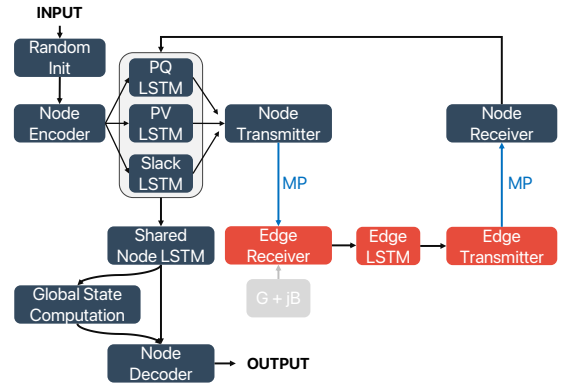 INPUT
Random
Init
Node
Encoder
PQ
LSTM
PV
LSTM
Slack
LSTM
Node
Transmitter
Node
Receiver
MP
MP
Shared
Node LSTM
Edge
Receiver
Edge
LSTM
Edge
Transmitter
Global State
Computation
G + jB
Node
Decoder
OUTPUT